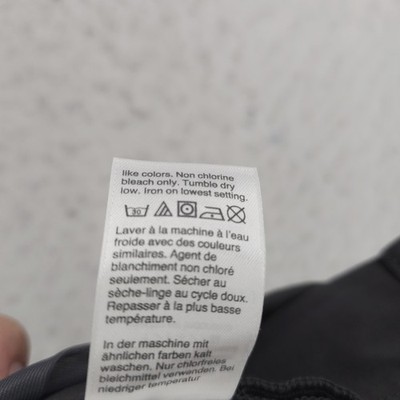 like colors. Non chlorine
bleach only. Tumble dry
low. Iron on lowest setting.
30
Laver à la machine à l'eau
froide avec des couleurs
similaires. Agent de
blanchiment non chloré
seulement. Sécher au
sèche-linge au cycle doux.
Repasser à la plus basse
température.
In der maschine mit
ähnlichen farben kalt
waschen. Nur chlorfreies
bleichmittel verwenden. Bei
niedriger temperatur